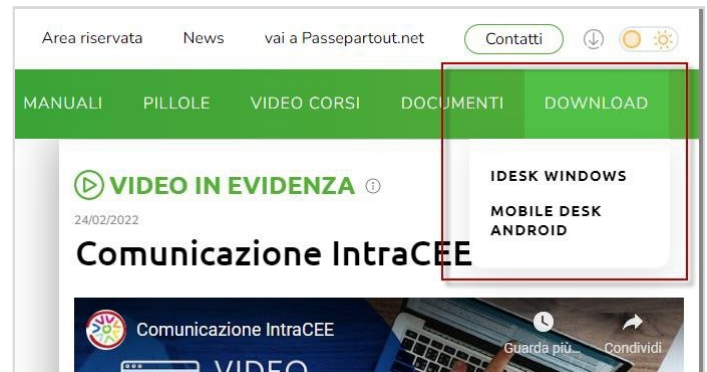 Area riservata News vai a Passepartout.net Contatti
MANUALI PILLOLE VIDEO CORSI DOCUMENTI DOWNLOAD
IDESK WINDOWS
MOBILE DESK
ANDROID
VIDEO IN EVIDENZA
24/02/2022
Comunicazione IntraCEE
Comunicazione IntraCEE
Guarda più... Condividi
VIDEO